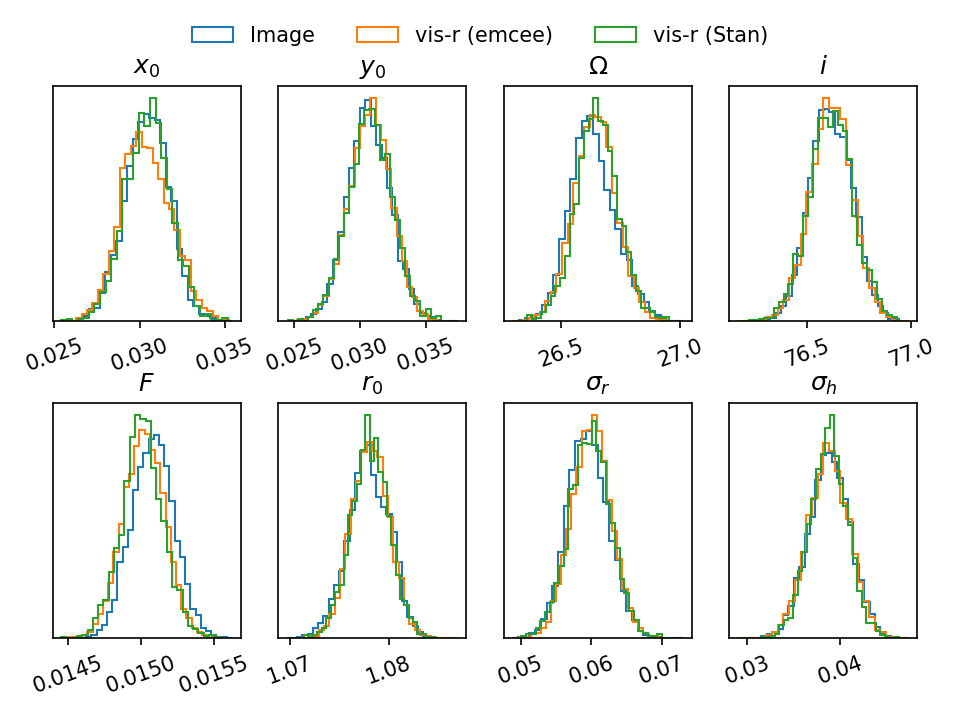 Image vis-r (emcee) vis-r (Stan)
x₀ y₀ Ω i
0.025 0.030 0.035 0.025 0.030 0.035 26.5 27.0 76.5 77.0
F r₀ σᵣ σₕ
0.0145 0.0150 0.0155 1.07 1.08 0.05 0.06 0.07 0.03 0.04